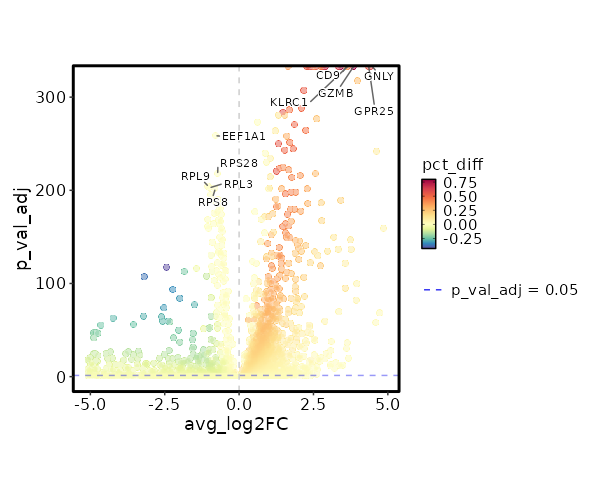 CD9
GNLY
GZMB
KLRC1
GPR25
EEF1A1
RPS28
RPL9
RPL3
RPS8
300
200
100
0
p_val_adj
-5.0 -2.5 0.0 2.5 5.0
avg_log2FC
pct_diff
0.75
0.50
0.25
0.00
-0.25
p_val_adj = 0.05